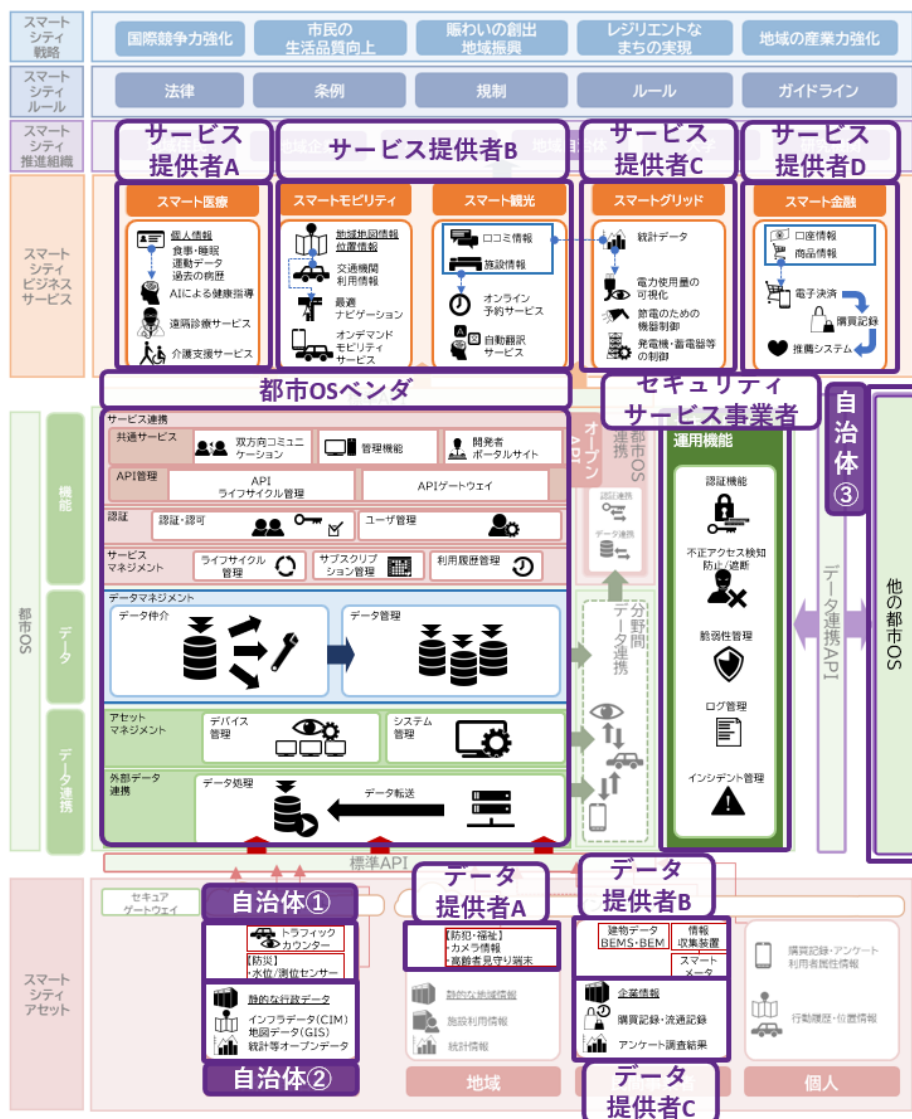 スマート
シティ
戦略
国際競争力強化
市民の
生活品質向上
賑わいの創出
地域振興
レジリエントな
まちの実現
地域の産業力強化
スマート
シティ
ルール
法律
条例
規制
ルール
ガイドライン
スマート
シティ
推進組織
サービス
提供者A
サービス提供者B
サービス
提供者C
サービス
提供者D
スマート
シティ
ビジネス
サービス
スマート医療
個人情報
食事・睡眠
運動データ
過去の病歴
AIによる健康指導
遠隔診療サービス
介護支援サービス
スマートモビリティ
地域地図情報
位置情報
交通機関
利用情報
最適
ナビゲーション
オンデマンド
モビリティ
サービス
スマート観光
口コミ情報
施設情報
オンライン
予約サービス
自動翻訳
サービス
スマートグリッド
統計データ
電力使用量の
可視化
節電のための
機器制御
発電機・蓄電器等
の制御
スマート金融
口座情報
商品情報
電子決済
購買記録
推薦システム
都市OSベンダ
セキュリティ
サービス事業者
自治体③
都市OS
機能
データ
データ連携
サービス連携
共通サービス
双方向コミュニ
ケーション
管理機能
開発者
ポータルサイト
API管理
API
ライフサイクル管理
APIゲートウェイ
認証
認証・認可
ユーザ管理
サービス
マネジメント
ライフサイクル
管理
サブスクリプ
ション管理
利用履歴管理
データマネジメント
データ仲介
データ管理
アセット
マネジメント
デバイス
管理
システム
管理
外部データ
連携
データ処理
データ転送
オープン
API
都市OS
連携
認証連携
データ連携
分野間
データ連携
運用機能
認証機能
不正アクセス検知
防止/遮断
脆弱性管理
ログ管理
インシデント管理
データ連携API
他の都市OS
標準API
スマート
シティ
アセット
セキュア
ゲートウェイ
自治体①
トラフィック
カウンター
【防災】
・水位/測位センサー
静的な行政データ
インフラデータ(CIM)
地図データ(GIS)
統計等オープンデータ
自治体②
データ
提供者A
【防犯・福祉】
・カメラ情報
・高齢者見守り端末
静的な地域情報
施設利用情報
統計情報
地域
データ
提供者B
建物データ
BEMS・BEM
情報
収集装置
スマート
メータ
企業情報
購買記録・流通記録
アンケート調査結果
データ
提供者C
購買記録・アンケート
利用者属性情報
行動履歴・位置情報
個人